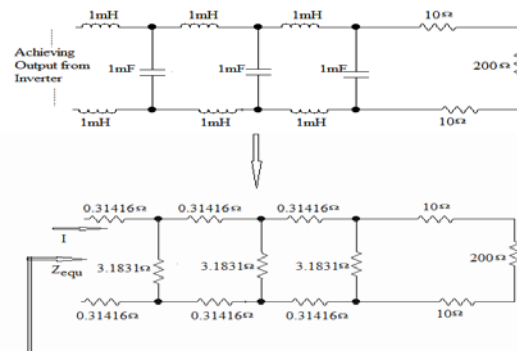 1mH 1mH 1mH 10Ω
Achieving
Output from
Inverter
1mF 1mF 1mF 200Ω
1mH 1mH 1mH 10Ω
0.31416Ω 0.31416Ω 0.31416Ω 10Ω
I
Zequ
3.1831Ω 3.1831Ω 3.1831Ω 200Ω
0.31416Ω 0.31416Ω 0.31416Ω 10Ω